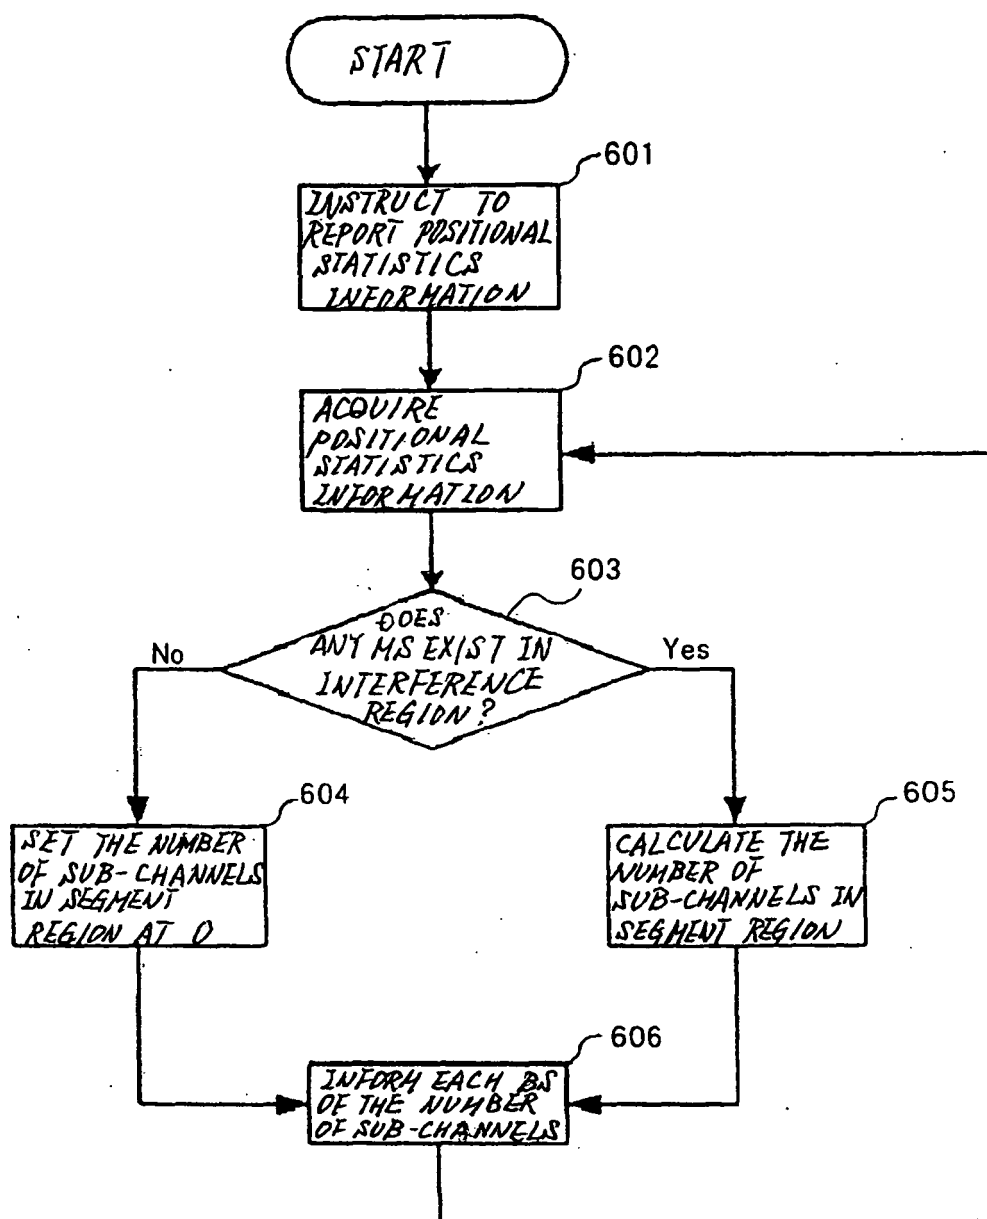 START
601
INSTRUCT TO
REPORT POSITIONAL
STATISTICS
INFORMATION
602
ACQUIRE
POSITIONAL
STATISTICS
INFORMATION
603
DOES
ANY MS EXIST IN
INTERFERENCE
REGION?
No
Yes
604
SET THE NUMBER
OF SUB-CHANNELS
IN SEGMENT
REGION AT 0
605
CALCULATE THE
NUMBER OF
SUB-CHANNELS IN
SEGMENT REGION
606
INFORM EACH BS
OF THE NUMBER
OF SUB-CHANNELS